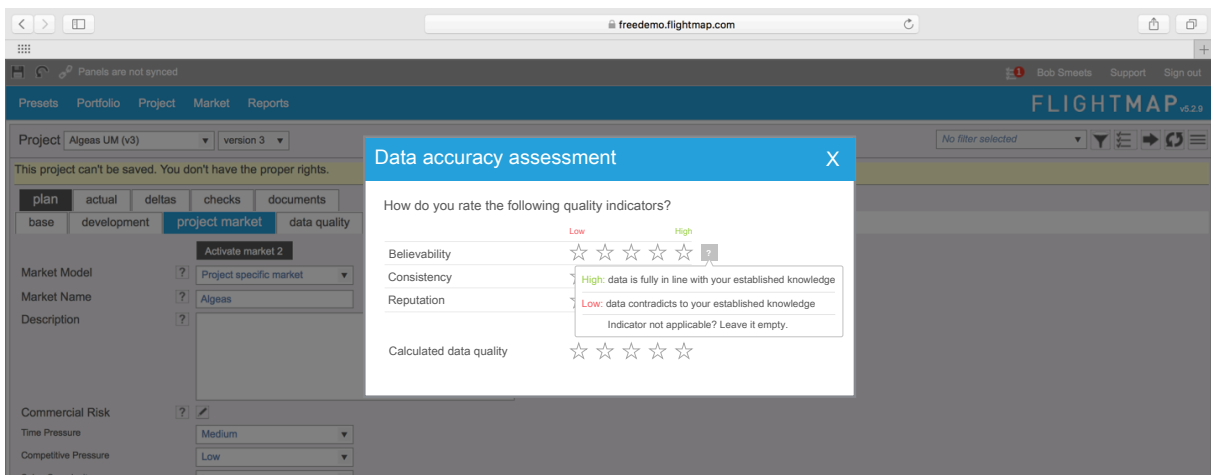 freedemo.flightmap.com
Panels are not synced
1 Bob Smeets Support Sign out
Presets Portfolio Project Market Reports
FLIGHTMAP v5.2.9
Project Algeas UM (v3) version 3
No filter selected
This project can't be saved. You don't have the proper rights.
plan actual deltas checks documents
base development project market data quality
Activate market 2
Market Model ? Project specific market
Market Name ? Algeas
Description ?
Commercial Risk ?
Time Pressure Medium
Competitive Pressure Low
Data accuracy assessment X
How do you rate the following quality indicators?
Low High
Believability ?
Consistency
Reputation
High: data is fully in line with your established knowledge
Low: data contradicts to your established knowledge
Indicator not applicable? Leave it empty.
Calculated data quality